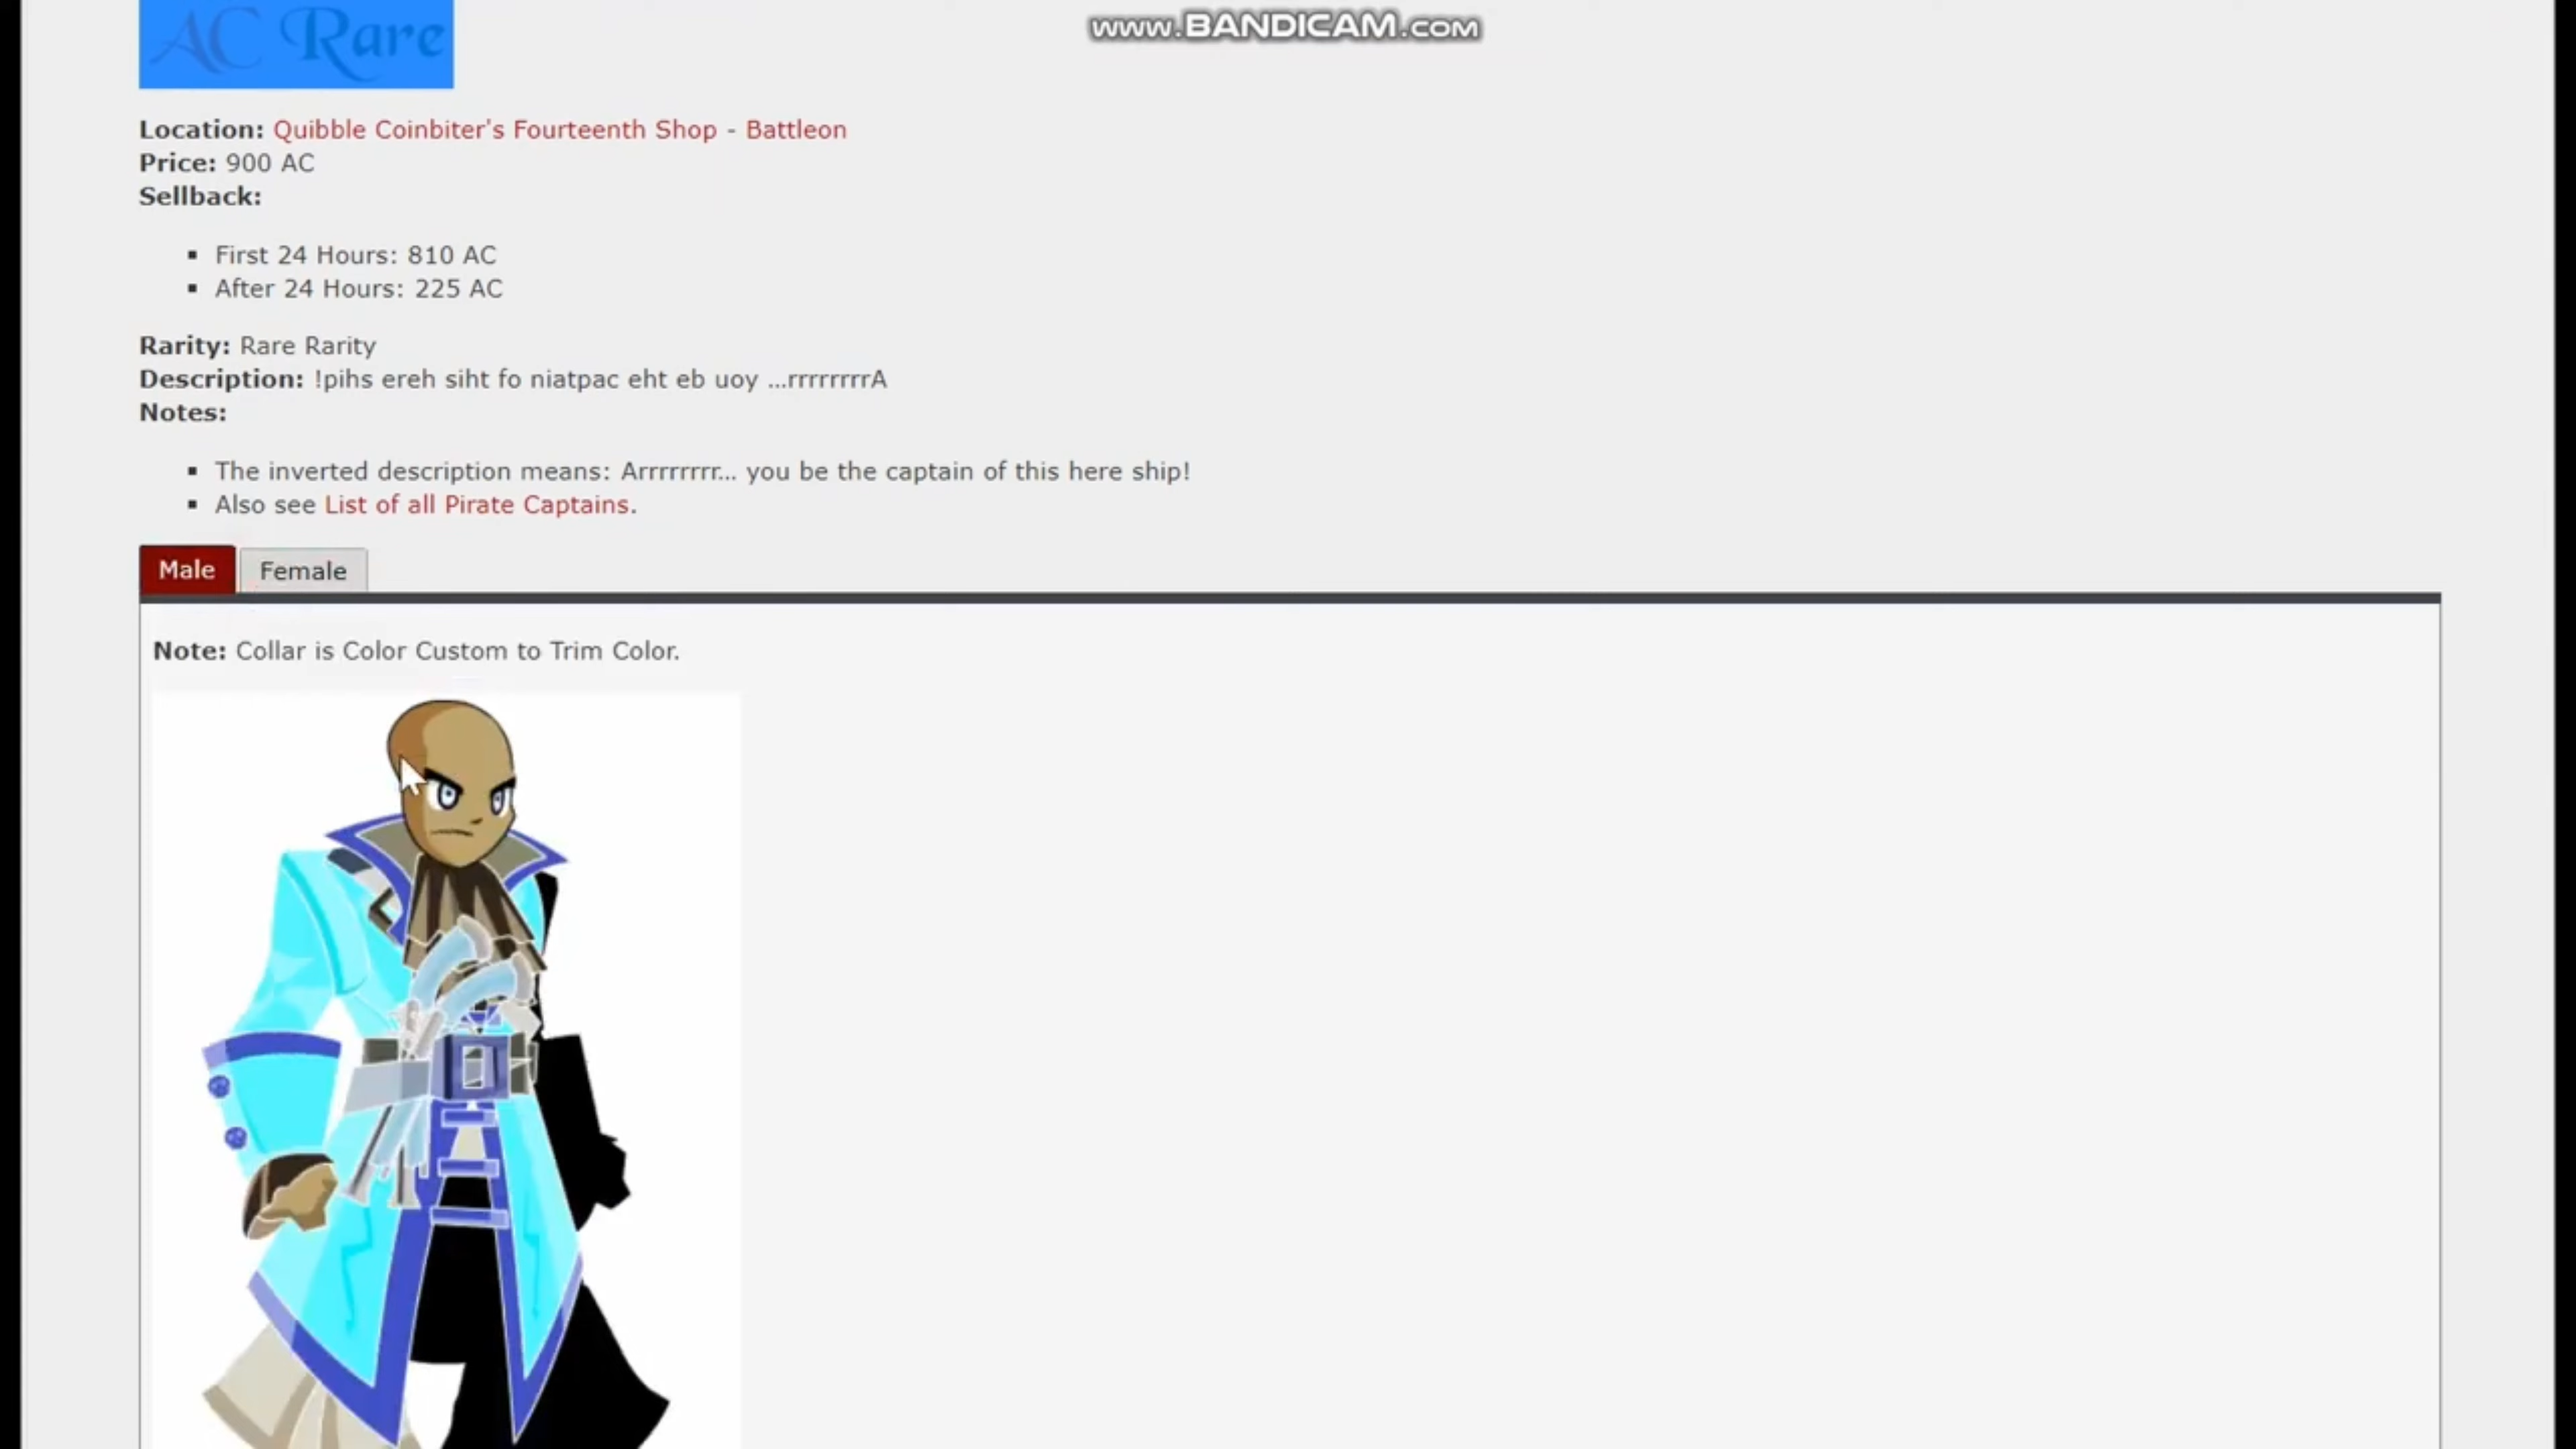 www.BANDICAM.COM
AC Rare
Location: Quibble Coinbiter's Fourteenth Shop - Battleon
Price: 900 AC
Sellback:
▪ First 24 Hours: 810 AC
▪ After 24 Hours: 225 AC
Rarity: Rare Rarity
Description: !pihs ereh siht fo niatpac eht eb uoy ...rrrrrrrrA
Notes:
▪ The inverted description means: Arrrrrrrr... you be the captain of this here ship!
▪ Also see List of all Pirate Captains.
Male Female
Note: Collar is Color Custom to Trim Color.